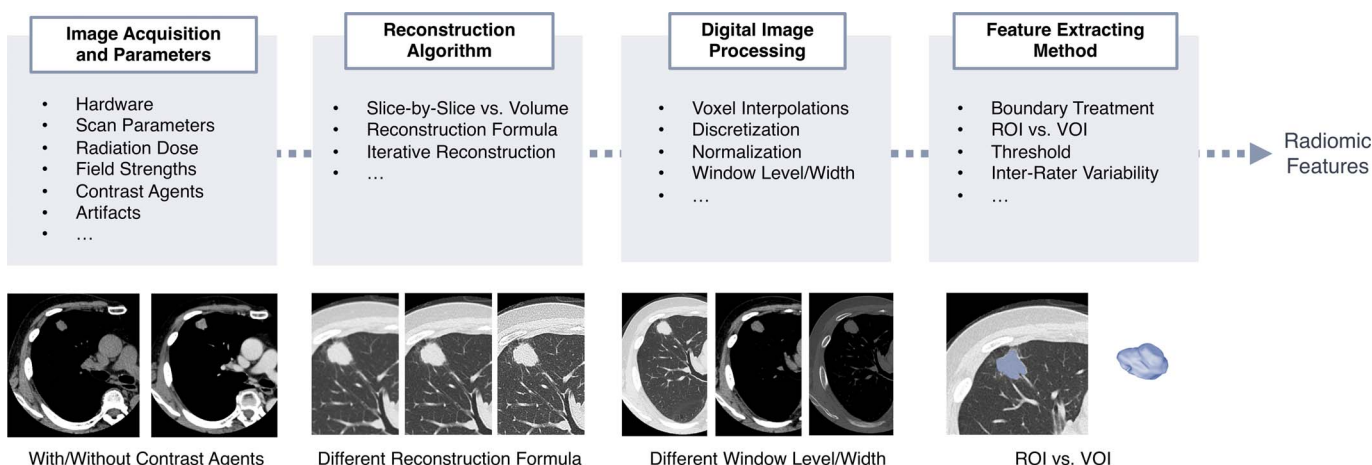 Image Acquisition
and Parameters
• Hardware
• Scan Parameters
• Radiation Dose
• Field Strengths
• Contrast Agents
• Artifacts
• …
Reconstruction
Algorithm
• Slice-by-Slice vs. Volume
• Reconstruction Formula
• Iterative Reconstruction
• …
Digital Image
Processing
• Voxel Interpolations
• Discretization
• Normalization
• Window Level/Width
• …
Feature Extracting
Method
• Boundary Treatment
• ROI vs. VOI
• Threshold
• Inter-Rater Variability
• …
Radiomic
Features
With/Without Contrast Agents
Different Reconstruction Formula
Different Window Level/Width
ROI vs. VOI